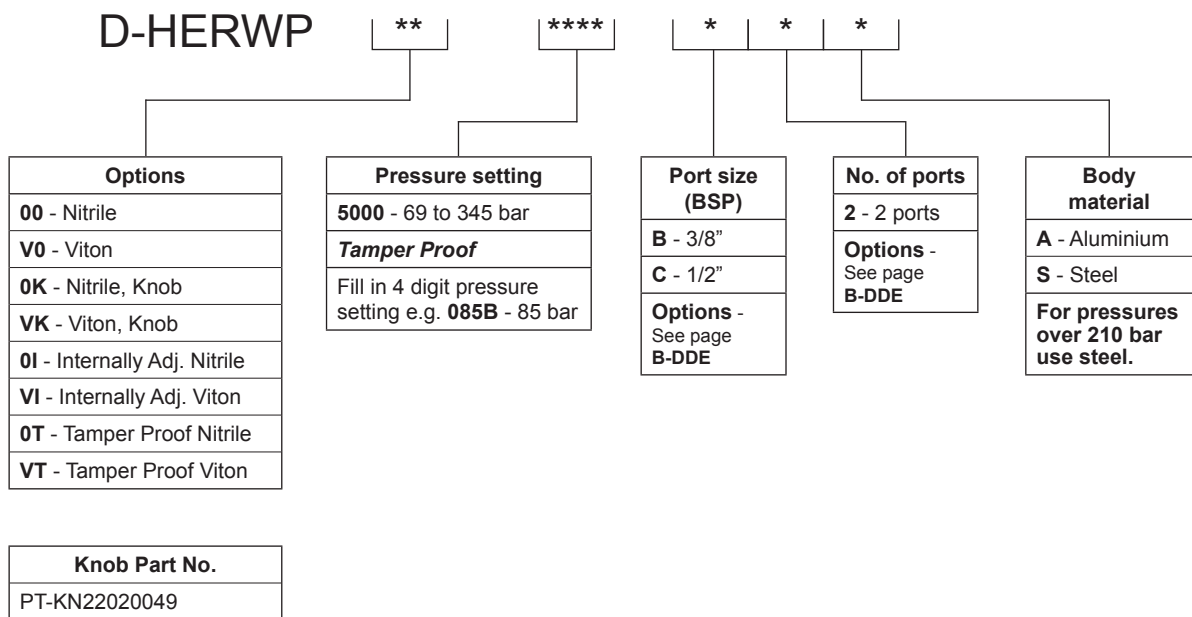 D-HERWP ** **** * * *
Options
00 - Nitrile
V0 - Viton
0K - Nitrile, Knob
VK - Viton, Knob
0I - Internally Adj. Nitrile
VI - Internally Adj. Viton
0T - Tamper Proof Nitrile
VT - Tamper Proof Viton
Pressure setting
5000 - 69 to 345 bar
Tamper Proof
Fill in 4 digit pressure
setting e.g. 085B - 85 bar
Port size
(BSP)
B - 3/8”
C - 1/2”
Options -
See page
B-DDE
No. of ports
2 - 2 ports
Options -
See page
B-DDE
Body
material
A - Aluminium
S - Steel
For pressures
over 210 bar
use steel.
Knob Part No.
PT-KN22020049